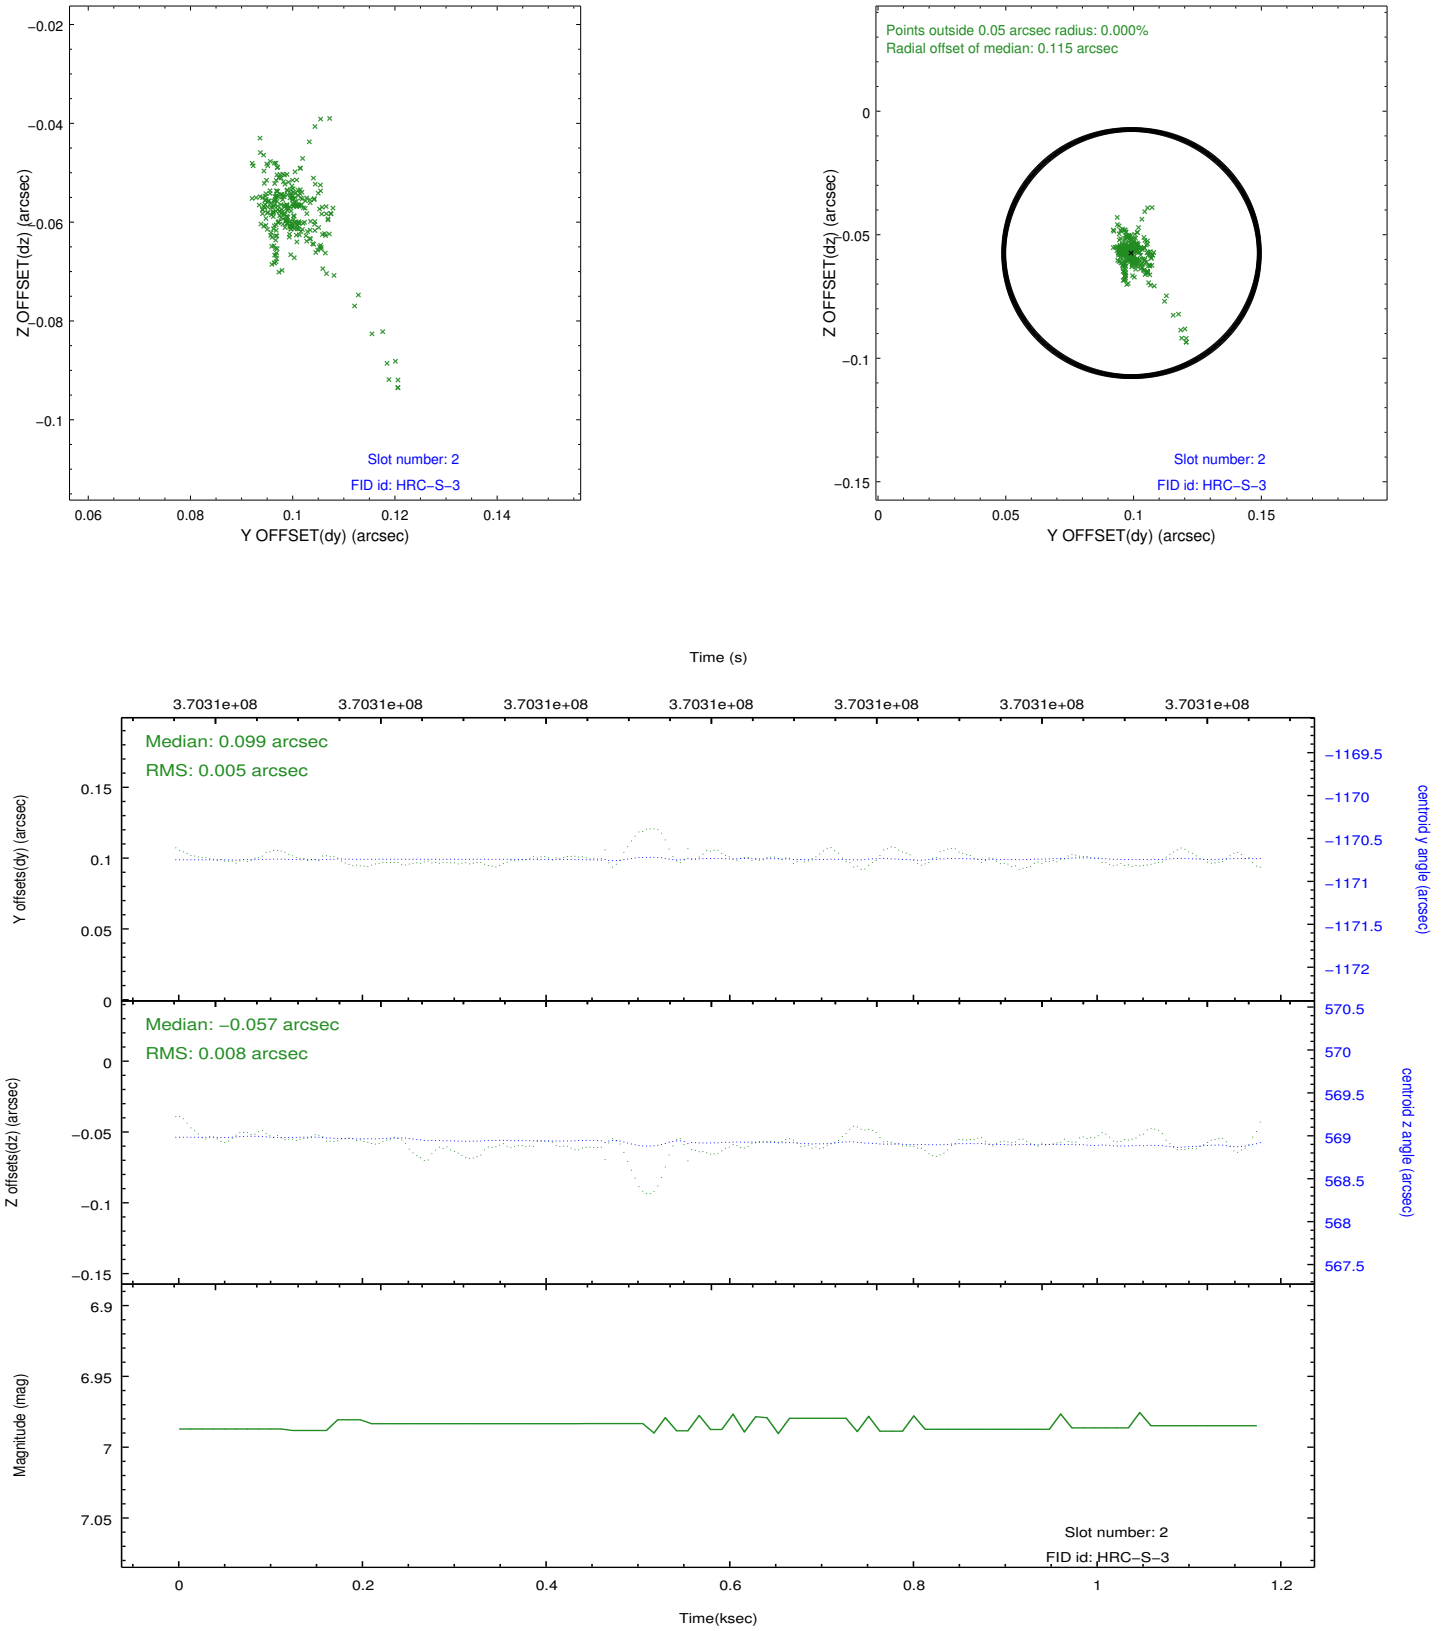 −0.02
−0.04
−0.06
−0.08
−0.1
Z OFFSET(dz) (arcsec)
Slot number: 2
FID id: HRC−S−3
0.06
0.08
0.1
0.12
0.14
Y OFFSET(dy) (arcsec)
Points outside 0.05 arcsec radius: 0.000%
Radial offset of median: 0.115 arcsec
0
−0.05
−0.1
−0.15
Z OFFSET(dz) (arcsec)
Slot number: 2
FID id: HRC−S−3
0
0.05
0.1
0.15
Y OFFSET(dy) (arcsec)
Time (s)
3.7031e+08
3.7031e+08
3.7031e+08
3.7031e+08
3.7031e+08
3.7031e+08
3.7031e+08
Median: 0.099 arcsec
RMS: 0.005 arcsec
0.15
0.1
0.05
0
Y offsets(dy) (arcsec)
−1169.5
−1170
−1170.5
−1171
−1171.5
−1172
centroid y angle (arcsec)
Median: −0.057 arcsec
RMS: 0.008 arcsec
0
−0.05
−0.1
−0.15
Z offsets(dz) (arcsec)
570.5
570
569.5
569
568.5
568
567.5
centroid z angle (arcsec)
6.9
6.95
7
7.05
Magnitude (mag)
Slot number: 2
FID id: HRC−S−3
0
0.2
0.4
0.6
0.8
1
1.2
Time(ksec)